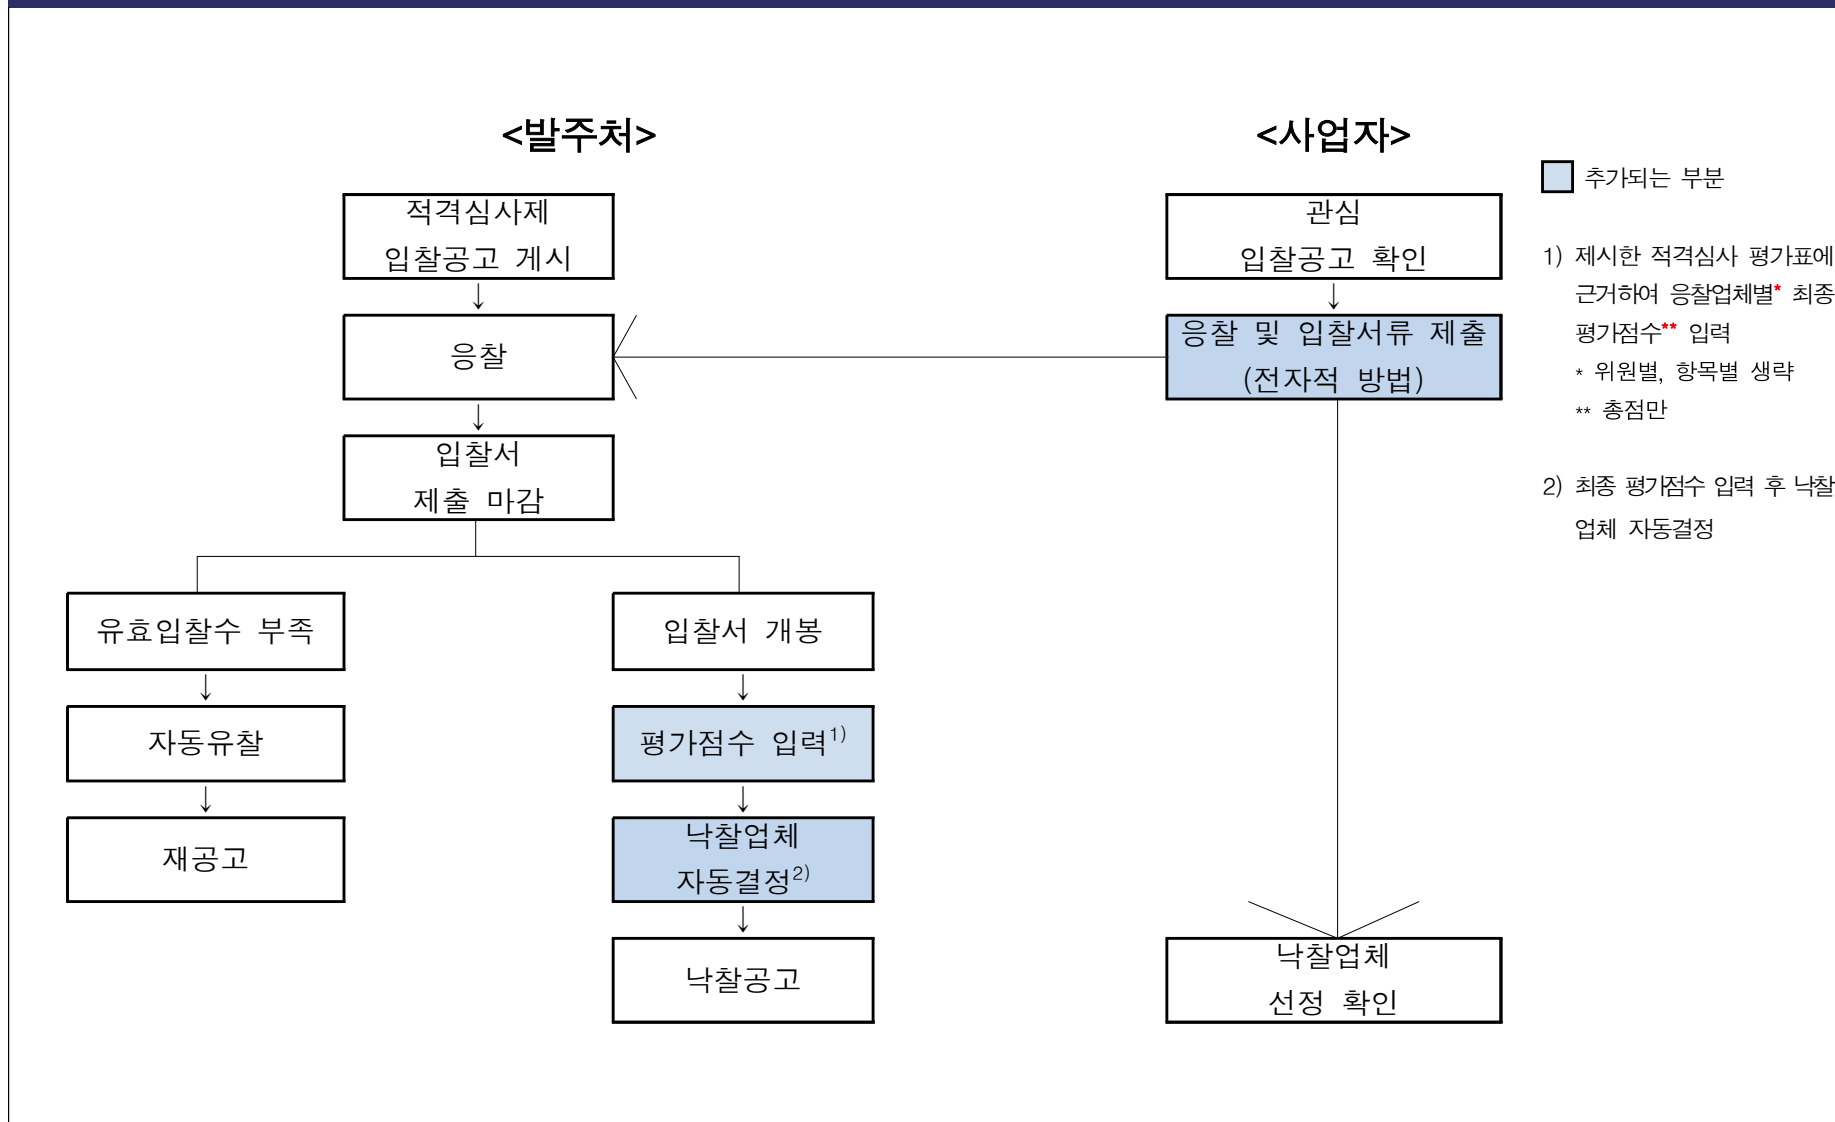 <발주처>
<사업자>
추가되는 부분
적격심사제
입찰공고 게시
관심
입찰공고 확인
1) 제시한 적격심사 평가표에
근거하여 응찰업체별* 최종
평가점수** 입력
* 위원별, 항목별 생략
** 총점만
응찰
응찰 및 입찰서류 제출
(전자적 방법)
입찰서
제출 마감
2) 최종 평가점수 입력 후 낙찰
업체 자동결정
유효입찰수 부족
입찰서 개봉
자동유찰
평가점수 입력1)
재공고
낙찰업체
자동결정2)
낙찰공고
낙찰업체
선정 확인